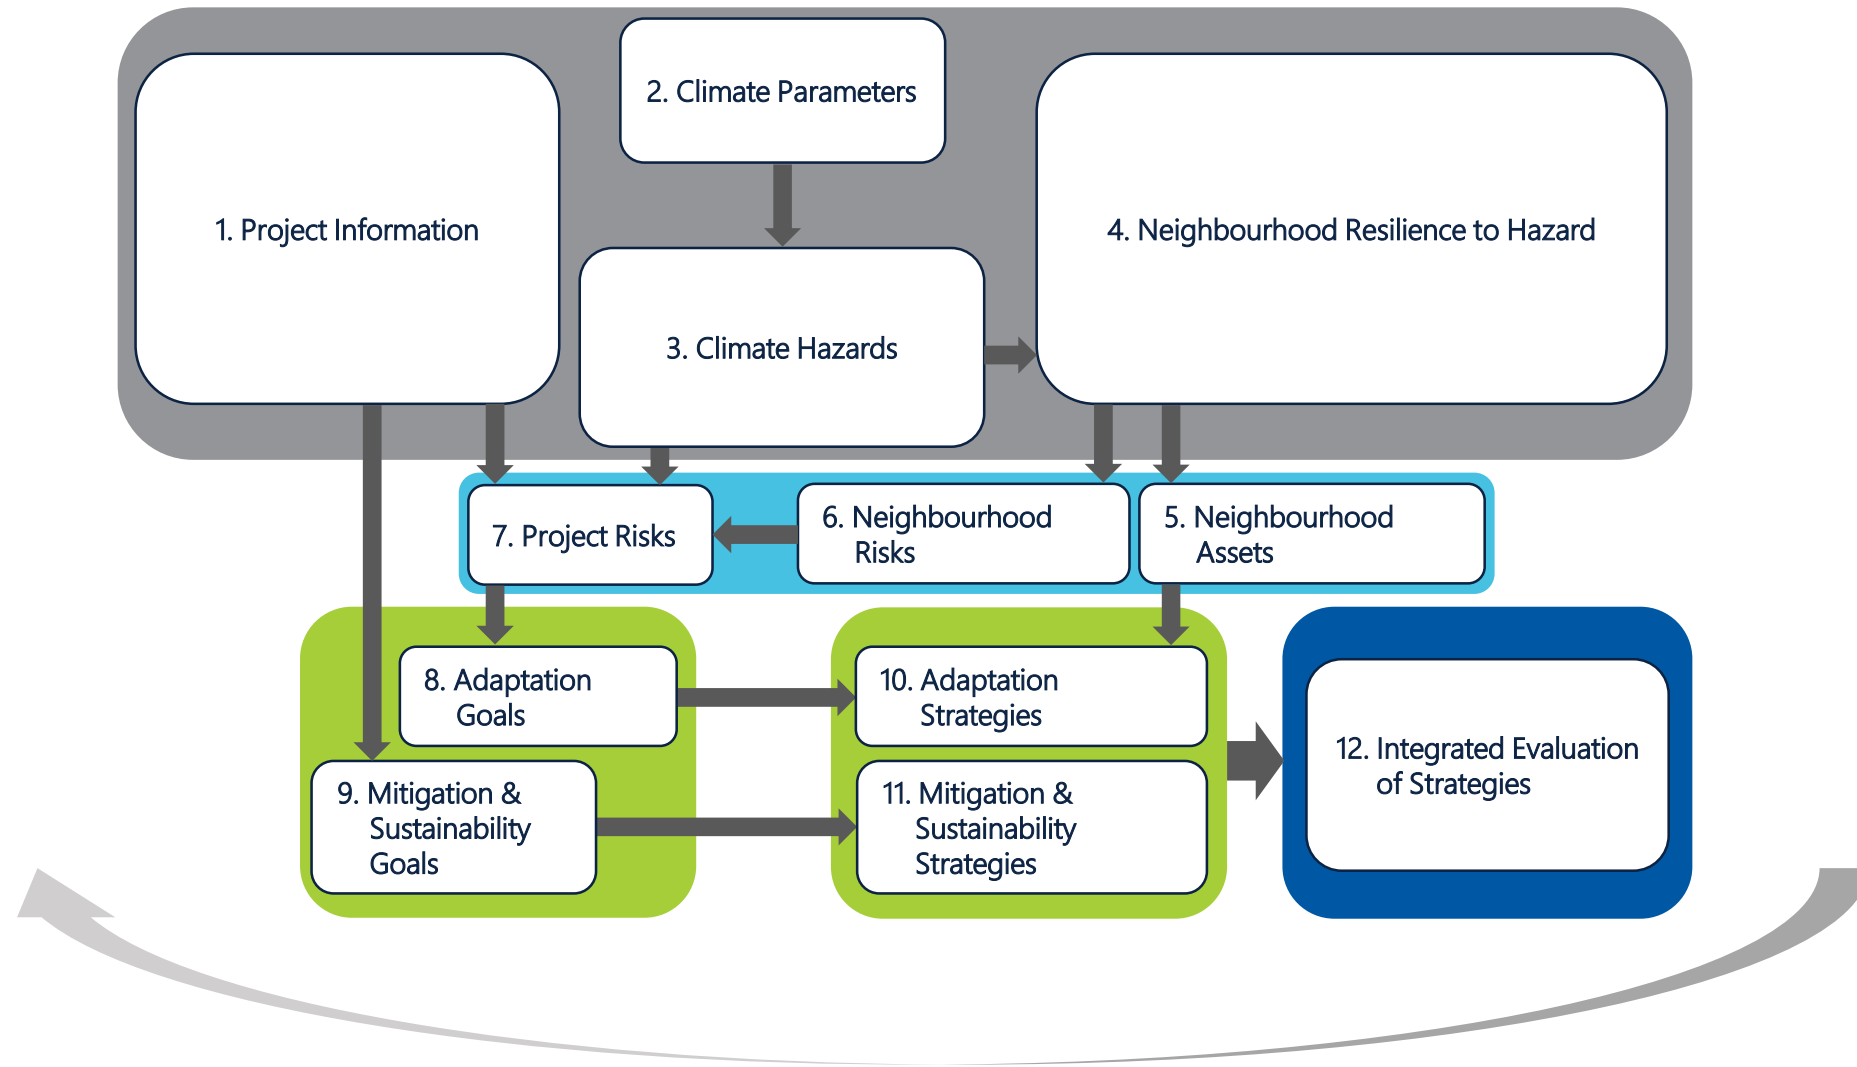 2. Climate Parameters
1. Project Information
4. Neighbourhood Resilience to Hazard
3. Climate Hazards
7. Project Risks
6. Neighbourhood
Risks
5. Neighbourhood
Assets
8. Adaptation
Goals
10. Adaptation
Strategies
9. Mitigation &
Sustainability
Goals
11. Mitigation &
Sustainability
Strategies
12. Integrated Evaluation
of Strategies